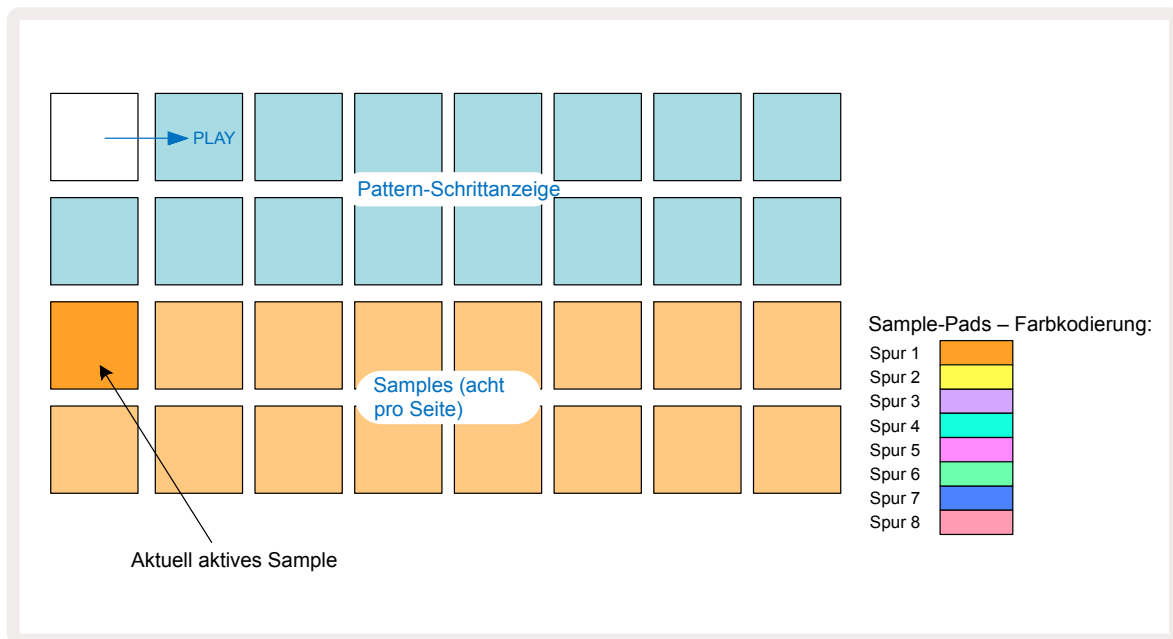 PLAY
Pattern-Schrittanzeige
Samples (acht
pro Seite)
Aktuell aktives Sample
Sample-Pads – Farbkodierung:
Spur 1
Spur 2
Spur 3
Spur 4
Spur 5
Spur 6
Spur 7
Spur 8